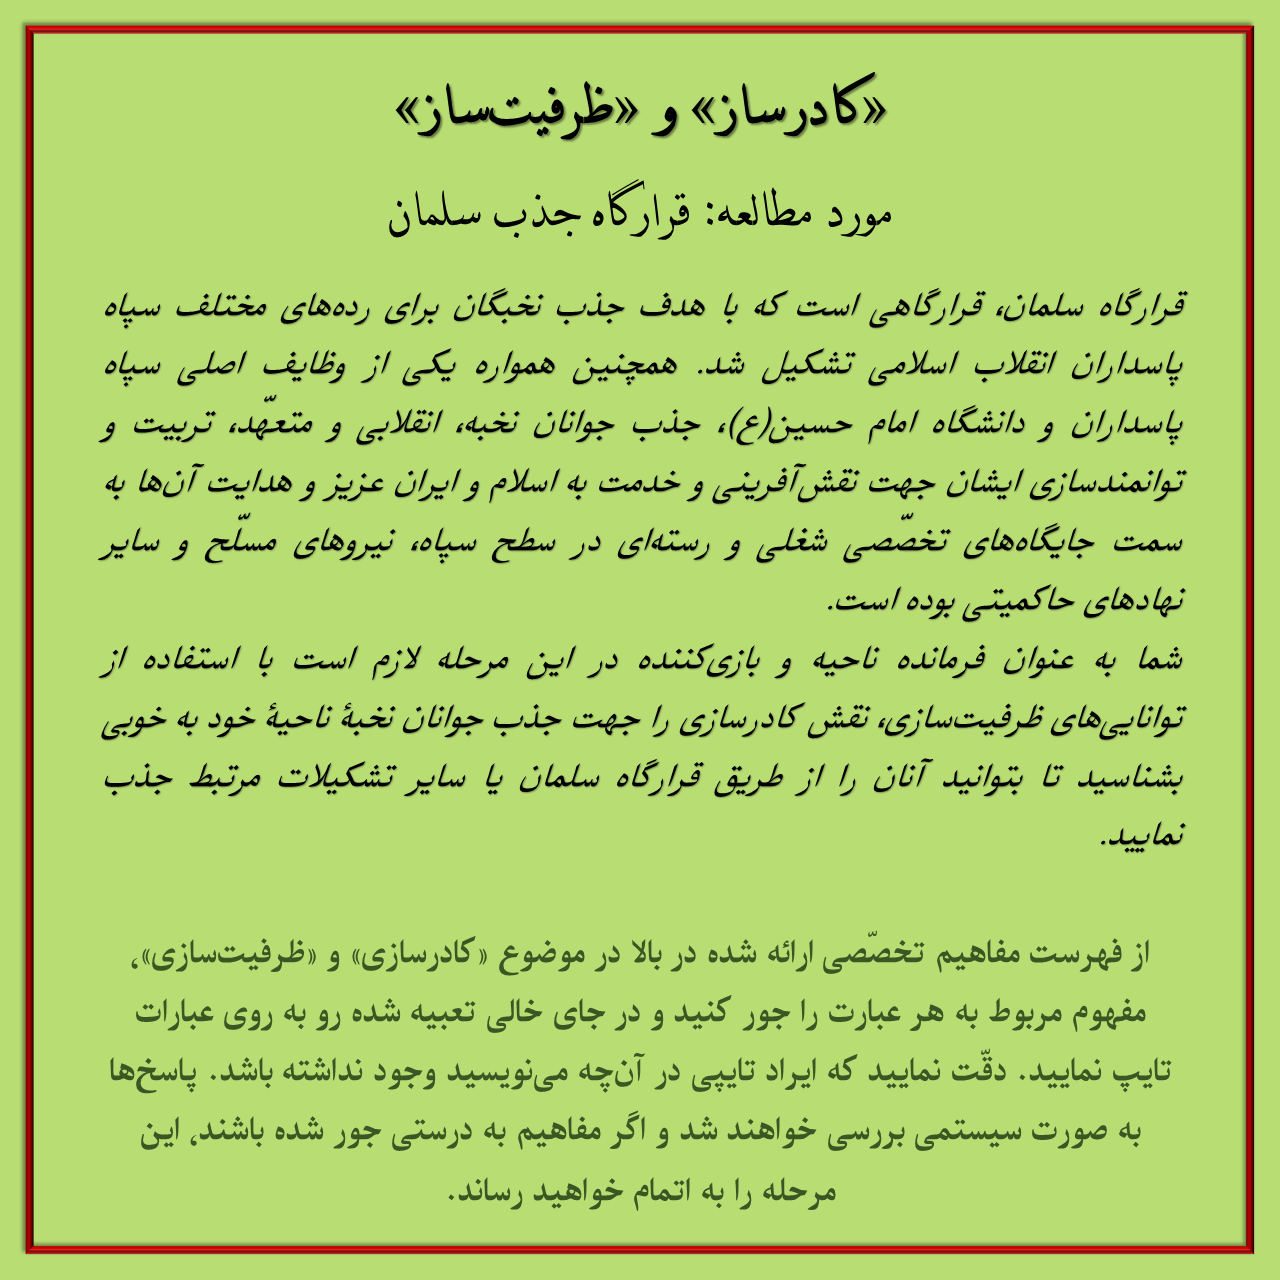 «کادرساز» و «ظرفیت‌ساز»
مورد مطالعه: قرارگاه جذب سلمان
قرارگاه سلمان، قرارگاهی است که با هدف جذب نخبگان برای رده‌های مختلف سپاه
پاسداران انقلاب اسلامی تشکیل شد. همچنین همواره یکی از وظایف اصلی سپاه
پاسداران و دانشگاه امام حسین(ع)، جذب جوانان نخبه، انقلابی و متعهّد، تربیت و
توانمندسازی ایشان جهت نقش‌آفرینی و خدمت به اسلام و ایران عزیز و هدایت آن‌ها به
سمت جایگاه‌های تخصّصی شغلی و رسته‌ای در سطح سپاه، نیروهای مسلّح و سایر
نهادهای حاکمیتی بوده است.
شما به عنوان فرمانده ناحیه و بازی‌کننده در این مرحله لازم است با استفاده از
توانایی‌های ظرفیت‌سازی، نقش کادرسازی را جهت جذب جوانان نخبۀ ناحیۀ خود به خوبی
بشناسید تا بتوانید آنان را از طریق قرارگاه سلمان یا سایر تشکیلات مرتبط جذب
نمایید.
از فهرست مفاهیم تخصّصی ارائه شده در بالا در موضوع «کادرسازی» و «ظرفیت‌سازی»،
مفهوم مربوط به هر عبارت را جور کنید و در جای خالی تعبیه شده رو به روی عبارات
تایپ نمایید. دقّت نمایید که ایراد تایپی در آن‌چه می‌نویسید وجود نداشته باشد. پاسخ‌ها
به صورت سیستمی بررسی خواهند شد و اگر مفاهیم به درستی جور شده باشند، این
مرحله را به اتمام خواهید رساند.